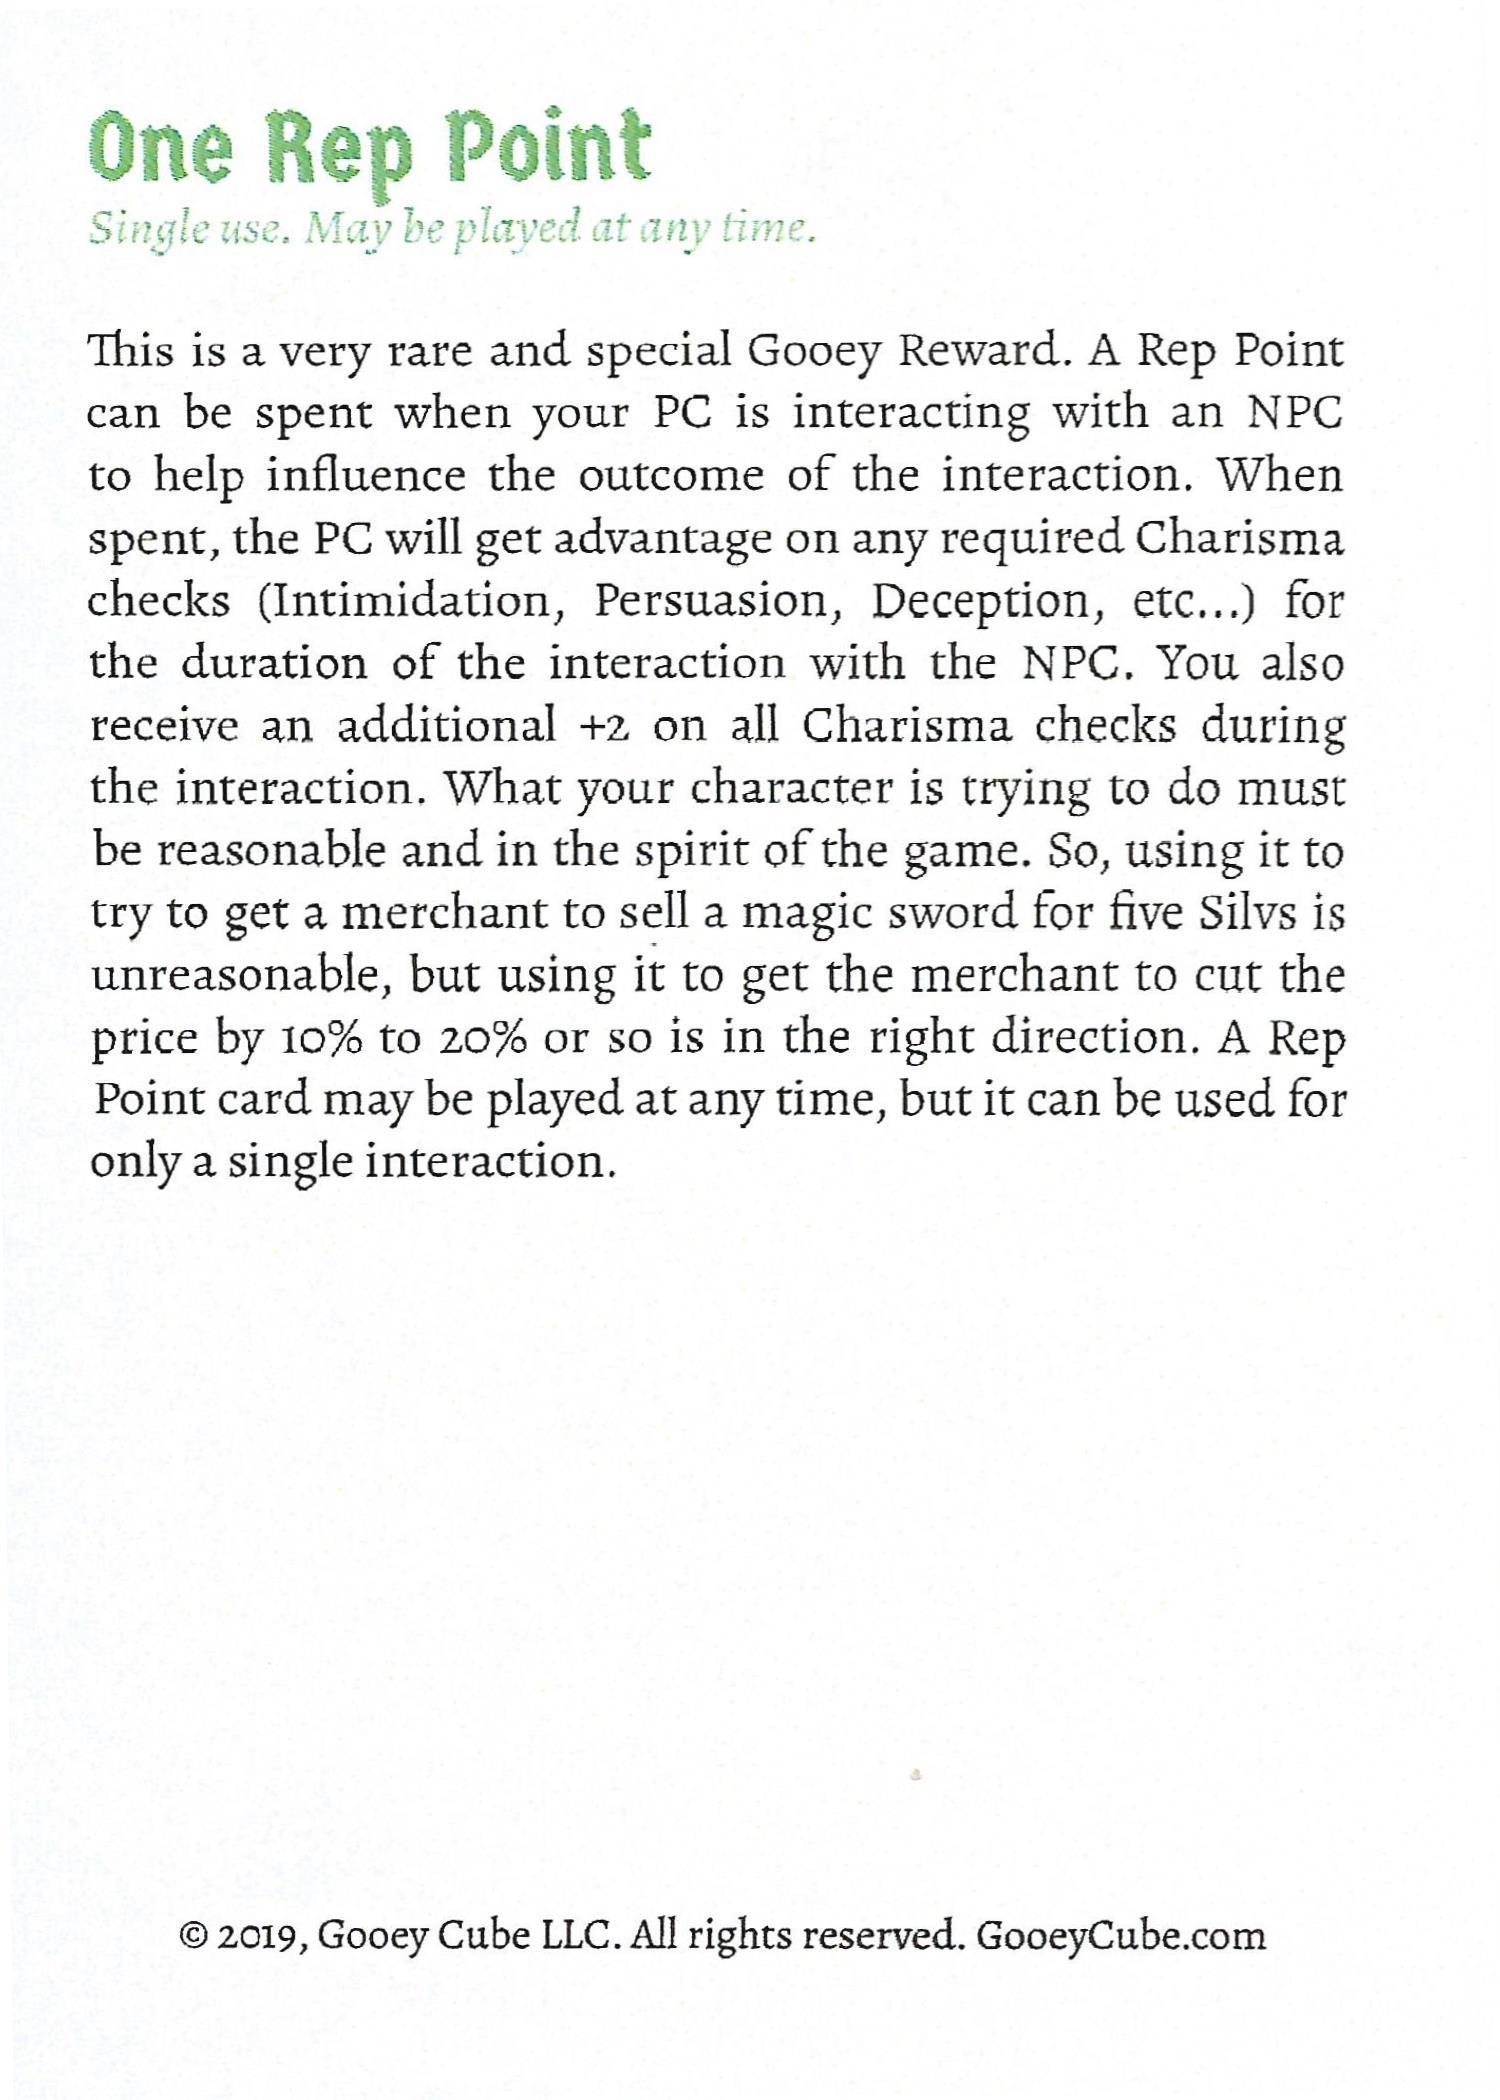 One Rep Point
Single use. May be played at any time.
This is a very rare and special Gooey Reward. A Rep Point
can be spent when your PC is interacting with an NPC
to help influence the outcome of the interaction. When
spent, the PC will get advantage on any required Charisma
checks (Intimidation, Persuasion, Deception, etc...) for
the duration of the interaction with the NPC. You also
receive an additional +2 on all Charisma checks during
the interaction. What your character is trying to do must
be reasonable and in the spirit of the game. So, using it to
try to get a merchant to sell a magic sword for five Silvs is
unreasonable, but using it to get the merchant to cut the
price by 10% to 20% or so is in the right direction. A Rep
Point card may be played at any time, but it can be used for
only a single interaction.
© 2019, Gooey Cube LLC. All rights reserved. GooeyCube.com